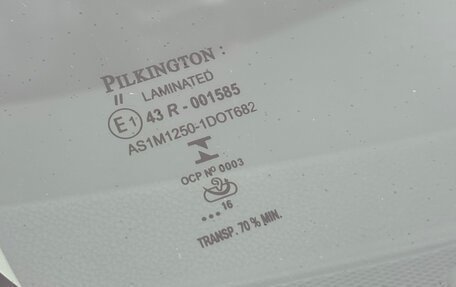 PILKINGTON
II LAMINATED
E1 43 R - 001585
AS1M1250-1DOT682
OCP Nº 0003
... 16
TRANSP. 70 % MIN.